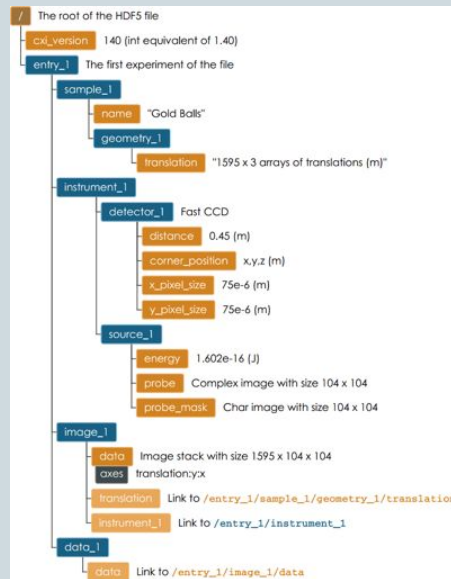 / The root of the HDF5 file
cxi_version 140 (int equivalent of 1.40)
entry_1 The first experiment of the file
sample_1
name "Gold Balls"
geometry_1
translation "1595 x 3 arrays of translations (m)"
instrument_1
detector_1 Fast CCD
distance 0.45 (m)
corner_position x,y,z (m)
x_pixel_size 75e-6 (m)
y_pixel_size 75e-6 (m)
source_1
energy 1.602e-16 (J)
probe Complex image with size 104 x 104
probe_mask Char image with size 104 x 104
image_1
data Image stack with size 1595 x 104 x 104
axes translation:y:x
translation Link to /entry_1/sample_1/geometry_1/translation
instrument_1 Link to /entry_1/instrument_1
data_1
data Link to /entry_1/image_1/data